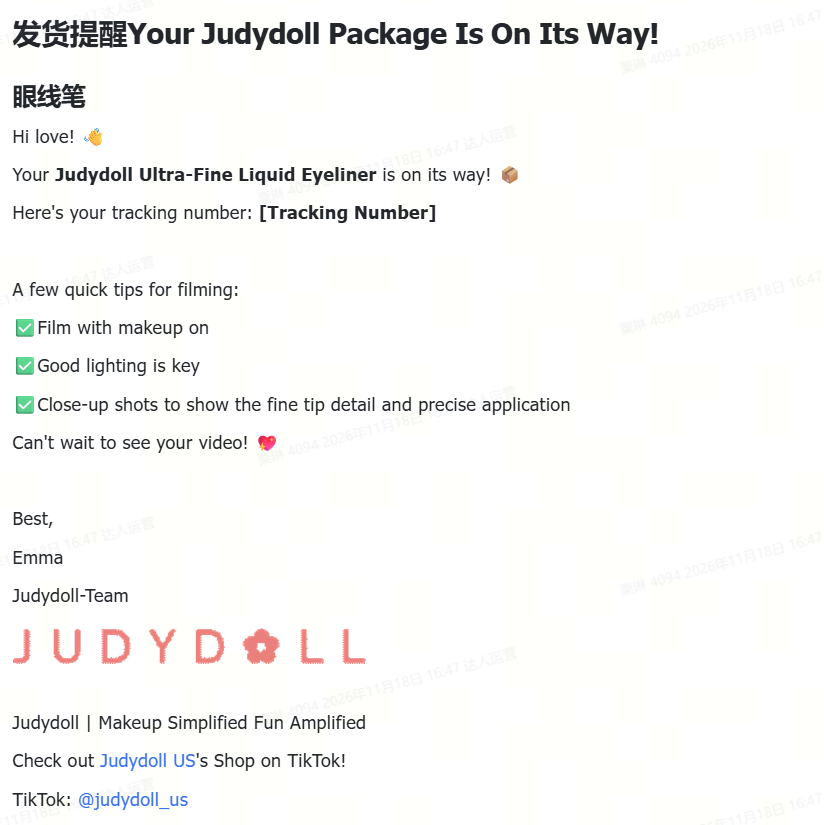 发货提醒Your Judydoll Package Is On Its Way!
眼线笔
Hi love! 👋
Your Judydoll Ultra-Fine Liquid Eyeliner is on its way! 📦
Here's your tracking number: [Tracking Number]
A few quick tips for filming:
✅Film with makeup on
✅Good lighting is key
✅Close-up shots to show the fine tip detail and precise application
Can't wait to see your video! 💖
Best,
Emma
Judydoll-Team
JUDYDOLL
Judydoll | Makeup Simplified Fun Amplified
Check out Judydoll US's Shop on TikTok!
TikTok: @judydoll_us